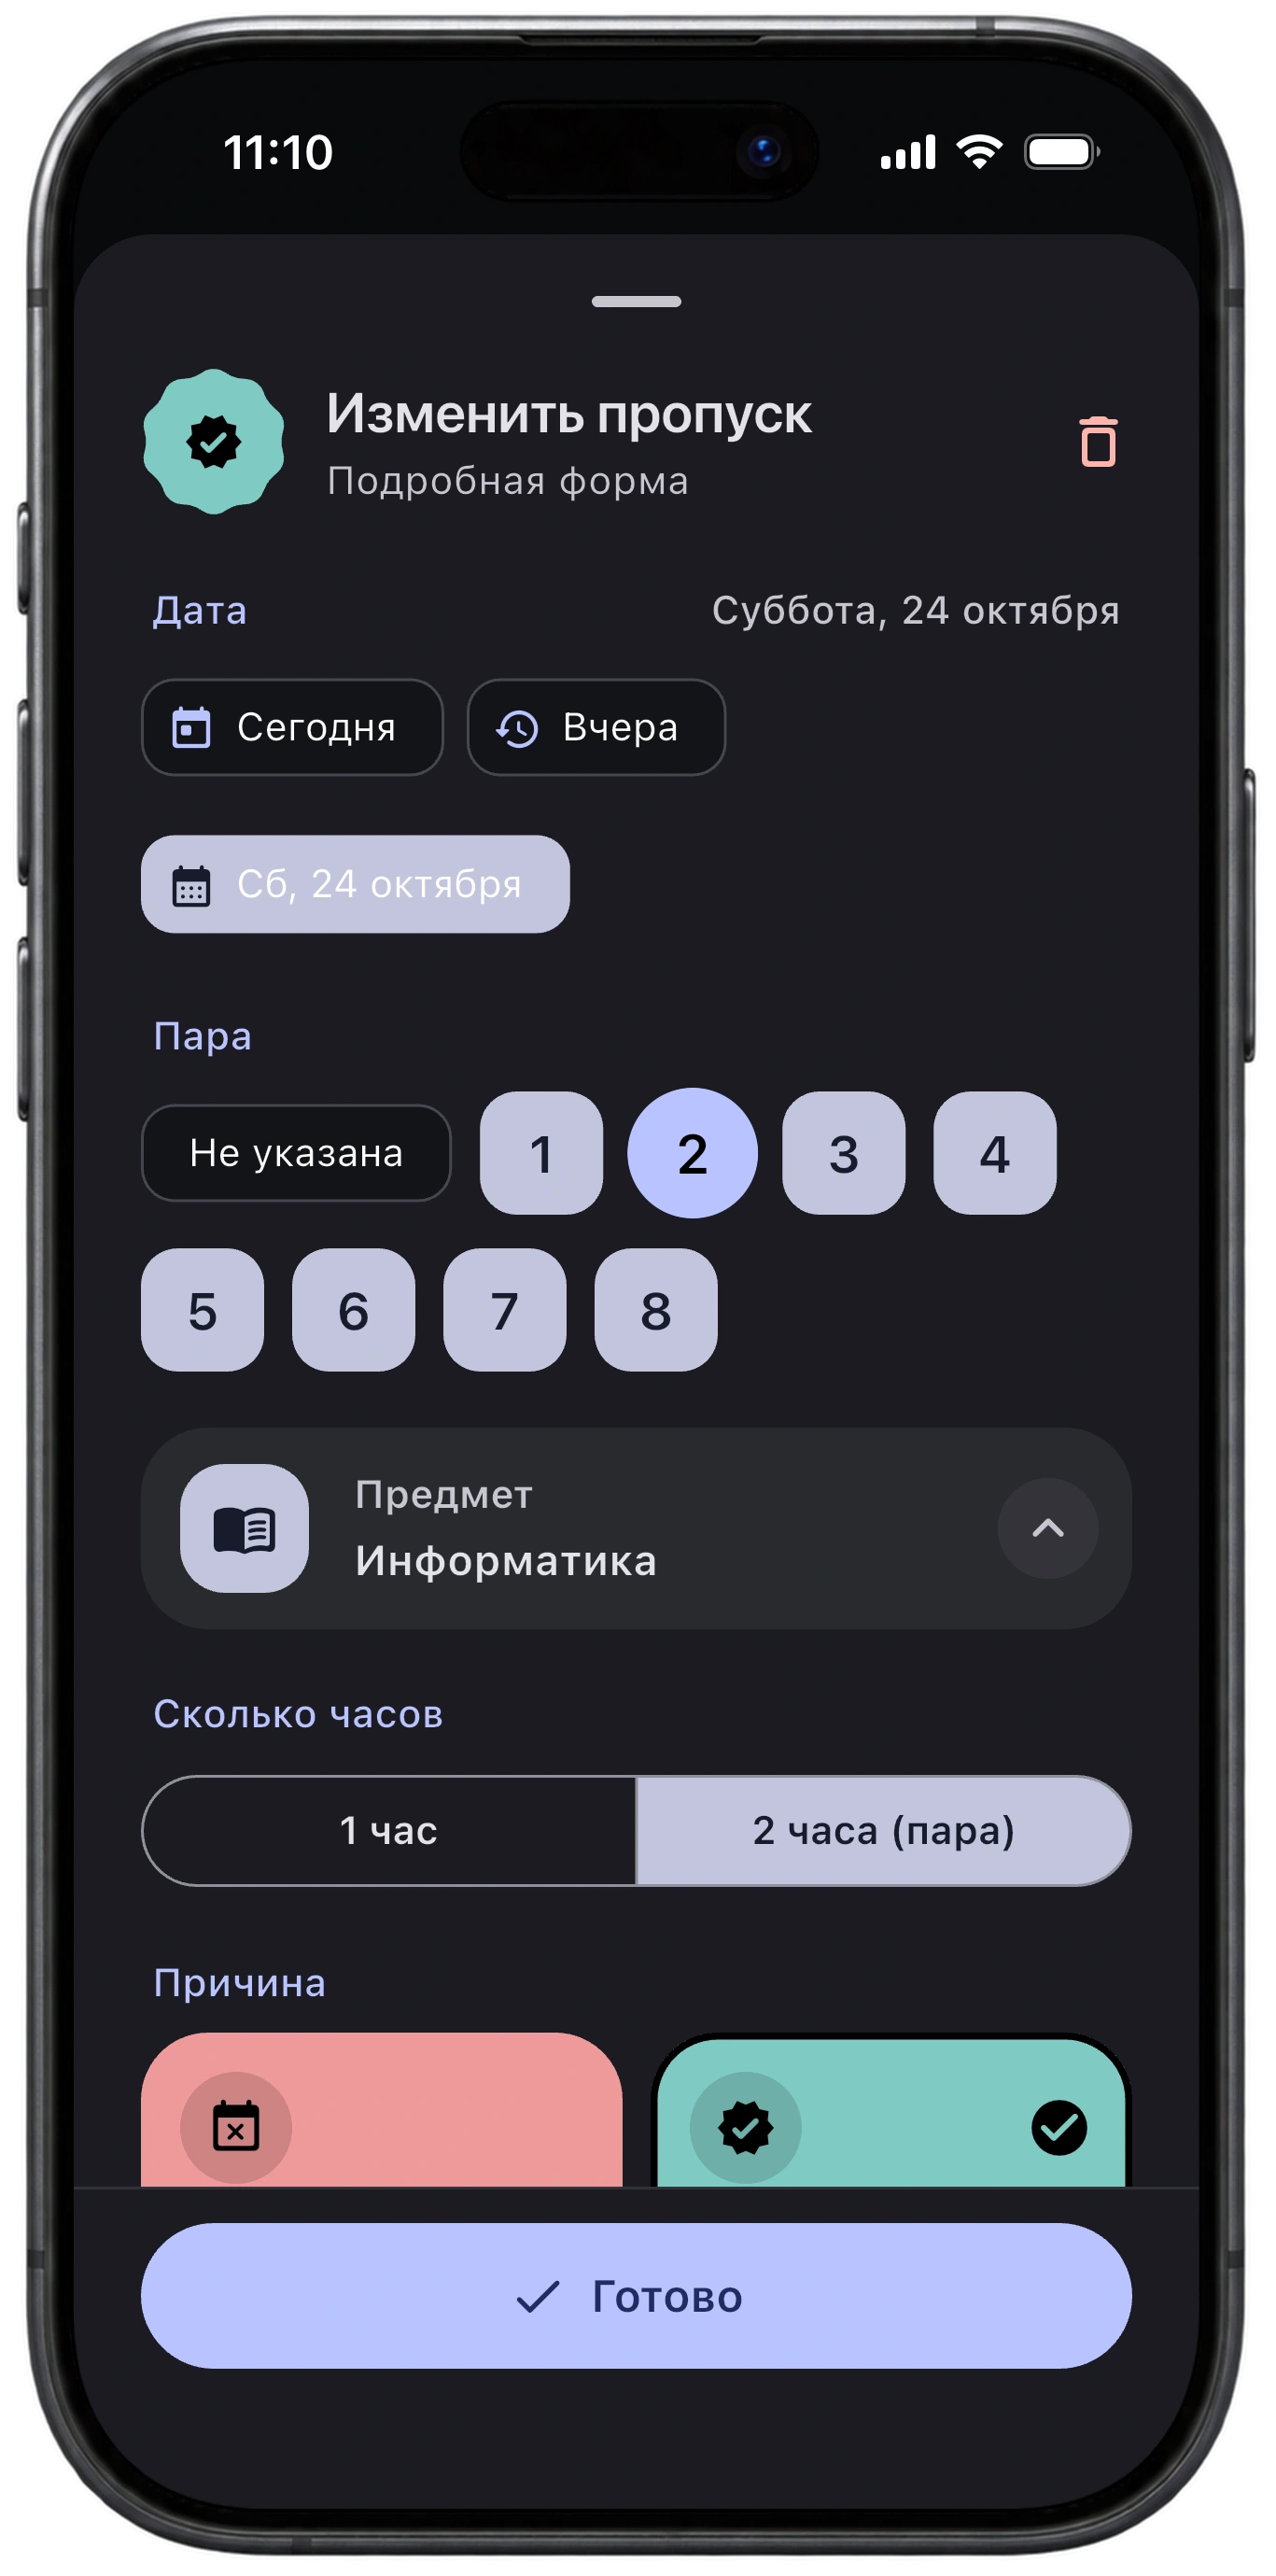 11:10
Изменить пропуск
Подробная форма
Дата
Суббота, 24 октября
Сегодня
Вчера
Сб, 24 октября
Пара
Не указана 1 2 3 4
5 6 7 8
Предмет
Информатика
Сколько часов
1 час
2 часа (пара)
Причина
Готово